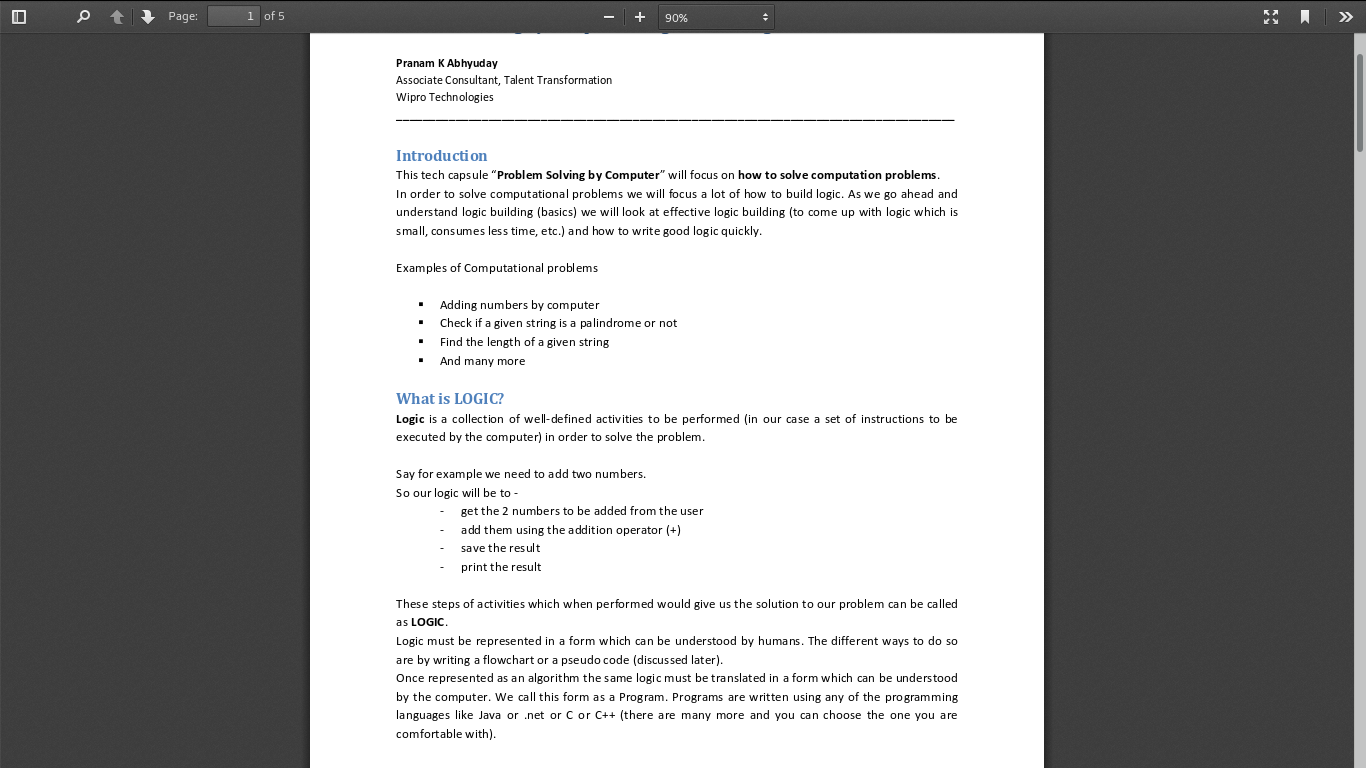 Page: 1 of 5
90%
Pranam K Abhyuday
Associate Consultant, Talent Transformation
Wipro Technologies
Introduction
This tech capsule “Problem Solving by Computer” will focus on how to solve computation problems.
In order to solve computational problems we will focus a lot of how to build logic. As we go ahead and
understand logic building (basics) we will look at effective logic building (to come up with logic which is
small, consumes less time, etc.) and how to write good logic quickly.
Examples of Computational problems
▪ Adding numbers by computer
▪ Check if a given string is a palindrome or not
▪ Find the length of a given string
▪ And many more
What is LOGIC?
Logic is a collection of well-defined activities to be performed (in our case a set of instructions to be
executed by the computer) in order to solve the problem.
Say for example we need to add two numbers.
So our logic will be to -
- get the 2 numbers to be added from the user
- add them using the addition operator (+)
- save the result
- print the result
These steps of activities which when performed would give us the solution to our problem can be called
as LOGIC.
Logic must be represented in a form which can be understood by humans. The different ways to do so
are by writing a flowchart or a pseudo code (discussed later).
Once represented as an algorithm the same logic must be translated in a form which can be understood
by the computer. We call this form as a Program. Programs are written using any of the programming
languages like Java or .net or C or C++ (there are many more and you can choose the one you are
comfortable with).